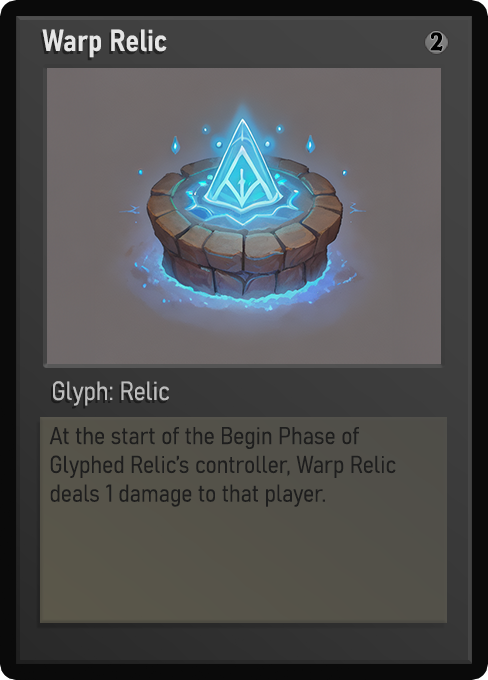 Warp Relic
2
Glyph: Relic
At the start of the Begin Phase of
Glyphed Relic's controller, Warp Relic
deals 1 damage to that player.